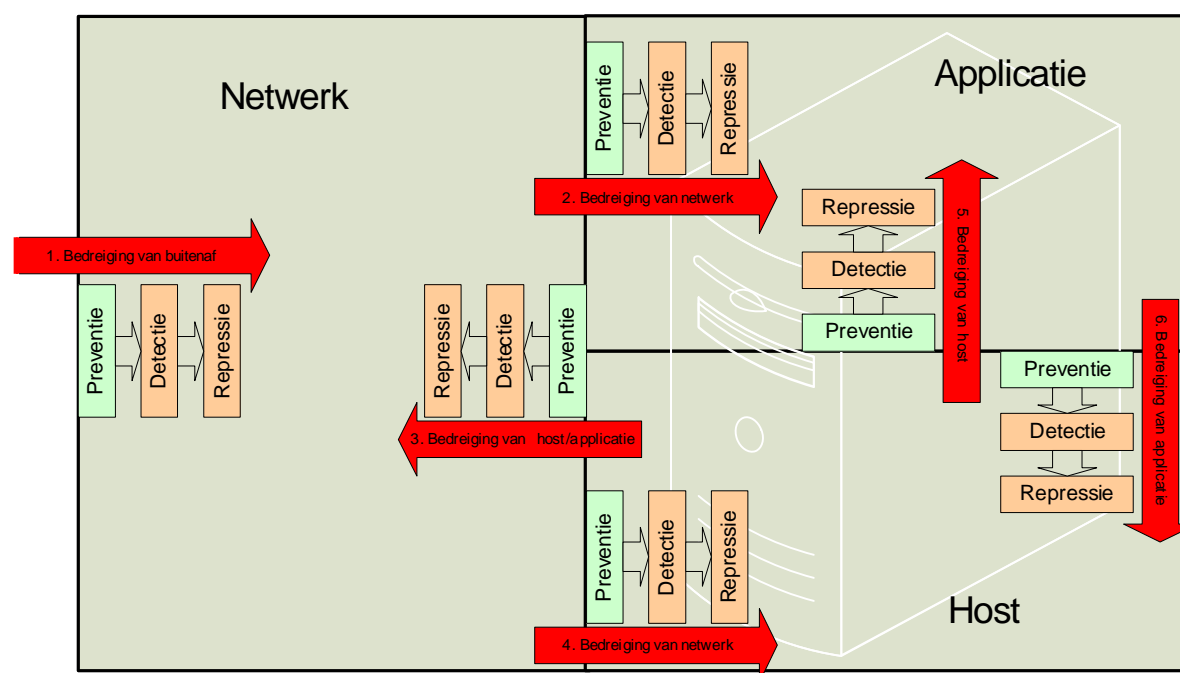 Netwerk
Applicatie
Preventie
Detectie
Repressie
2. Bedreiging van netwerk
1. Bedreiging van buitenaf
Preventie
Detectie
Repressie
Repressie
Detectie
Preventie
3. Bedreiging van host/applicatie
Repressie
Detectie
Preventie
5. Bedreiging van host
Preventie
Detectie
Repressie
6. Bedreiging van applicatie
Preventie
Detectie
Repressie
4. Bedreiging van netwerk
Host